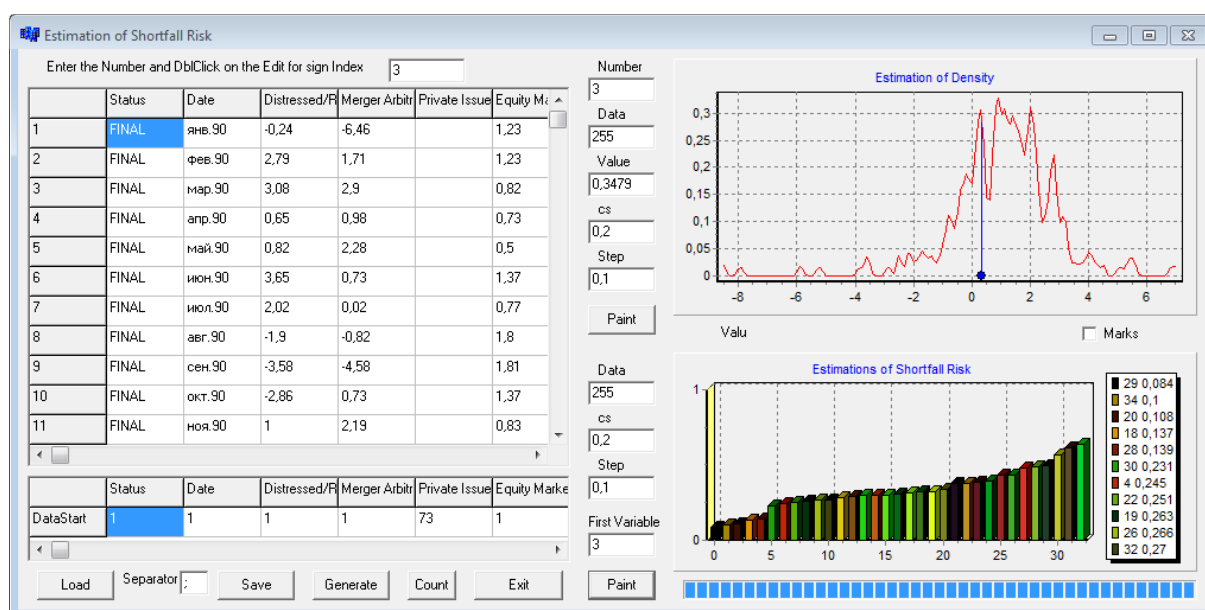 Estimation of Shortfall Risk
Enter the Number and DblClick on the Edit for sign Index 3
Status Date Distressed/R Merger Arbitr Private Issue Equity Ma
1 FINAL янв.90 -0,24 -6,46 1,23
2 FINAL фев.90 2,79 1,71 1,23
3 FINAL мар.90 3,08 2,9 0,82
4 FINAL апр.90 0,65 0,98 0,73
5 FINAL май.90 0,82 2,28 0,5
6 FINAL июн.90 3,65 0,73 1,37
7 FINAL июл.90 2,02 0,02 0,77
8 FINAL авг.90 -1,9 -0,82 1,8
9 FINAL сен.90 -3,58 -4,58 1,81
10 FINAL окт.90 -2,86 0,73 1,37
11 FINAL ноя.90 1 2,19 0,83
Status Date Distressed/R Merger Arbitr Private Issue Equity Marke
DataStart 1 1 1 1 73 1
Load Separator ; Save Generate Count Exit
Number
3
Data
255
Value
0,3479
cs
0,2
Step
0,1
Paint
Data
255
cs
0,2
Step
0,1
First Variable
3
Paint
Estimation of Density
0,3
0,25
0,2
0,15
0,1
0,05
0
-8 -6 -4 -2 0 2 4 6
Valu Marks
Estimations of Shortfall Risk
1
0
0 5 10 15 20 25 30
29 0,084
34 0,1
20 0,108
18 0,137
28 0,139
30 0,231
4 0,245
22 0,251
19 0,263
26 0,266
32 0,27